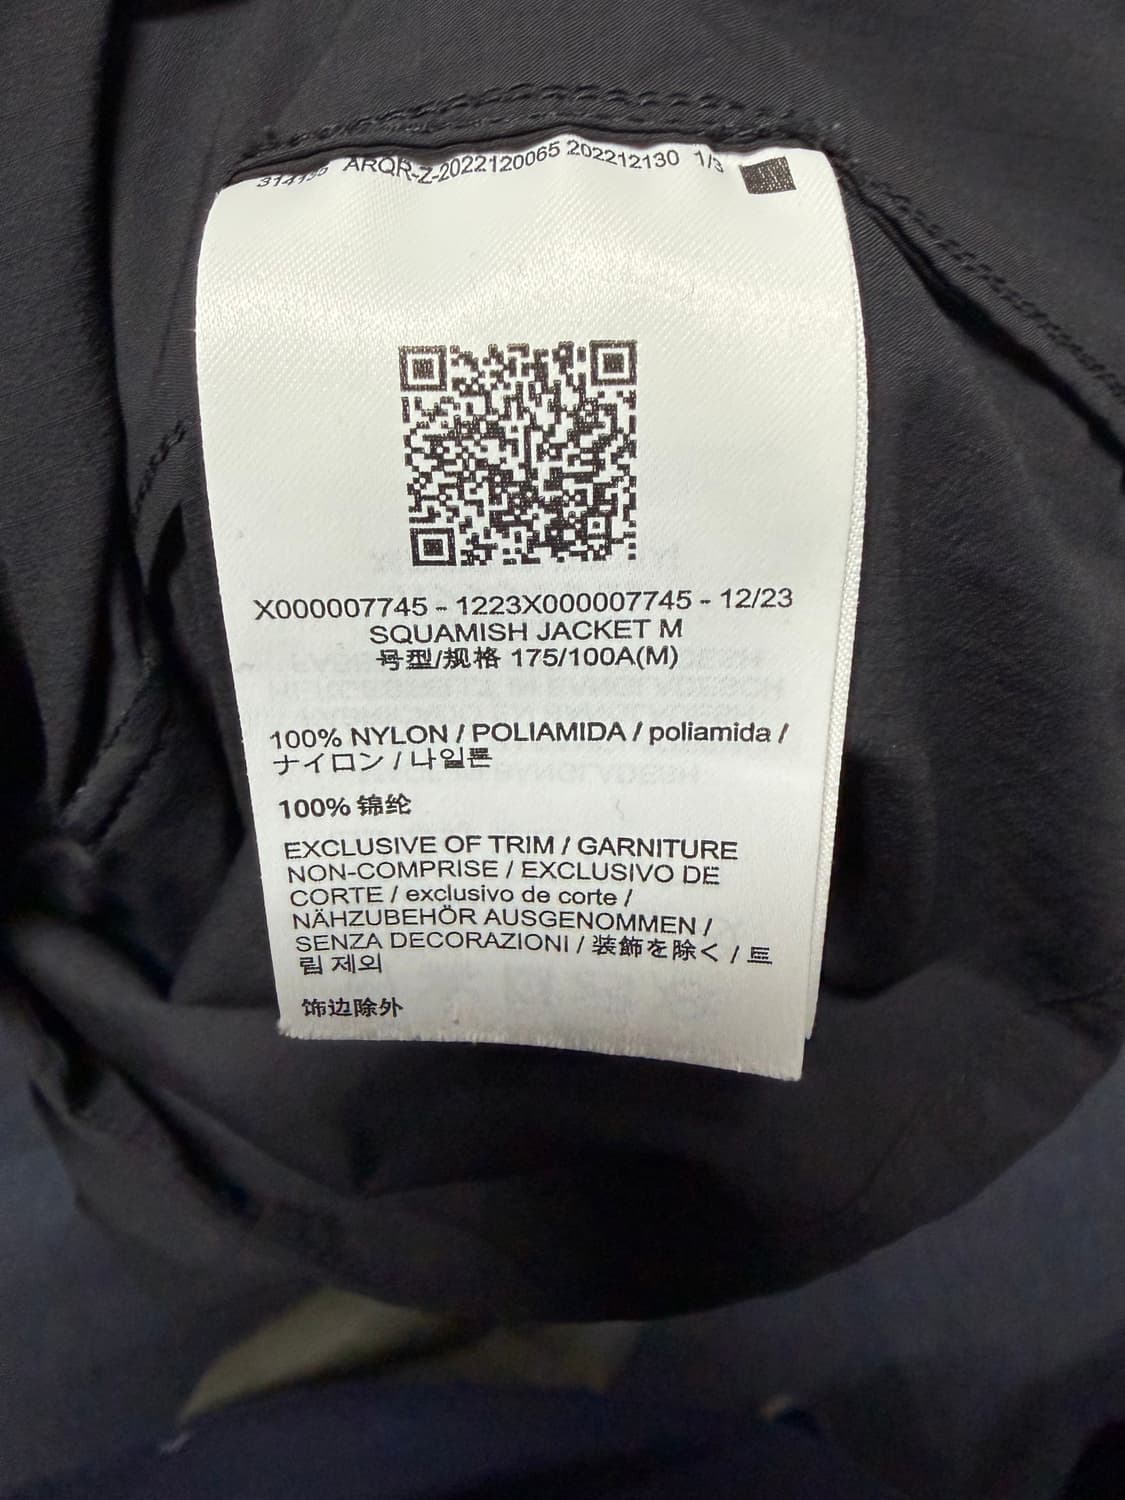 ARQR-Z-2022120065 202212130 1/3
X000007745 - 1223X000007745 - 12/23
SQUAMISH JACKET M
号型/规格 175/100A(M)
100% NYLON / POLIAMIDA / poliamida /
ナイロン / 나일론
100% 锦纶
EXCLUSIVE OF TRIM / GARNITURE
NON-COMPRISE / EXCLUSIVO DE
CORTE / exclusivo de corte /
NÄHZUBEHÖR AUSGENOMMEN /
SENZA DECORAZIONI / 装飾を除く / 트
림 제외
饰边除外